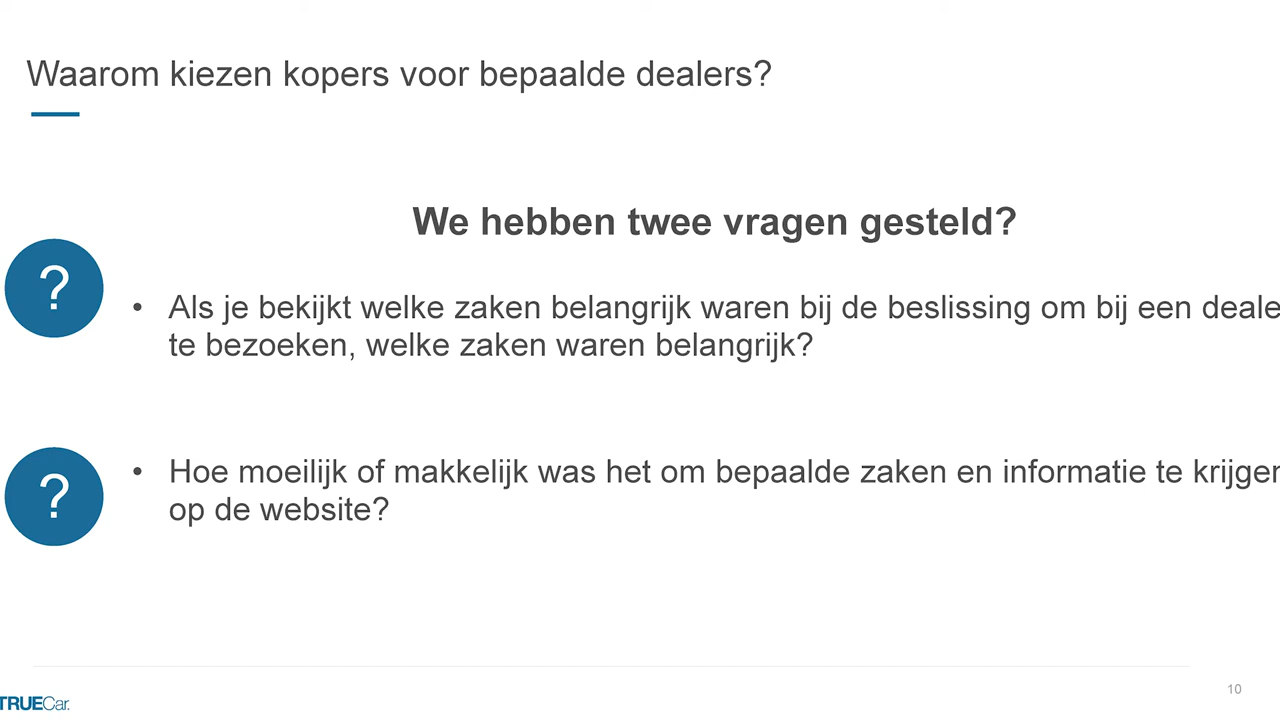 Waarom kiezen kopers voor bepaalde dealers?
We hebben twee vragen gesteld?
?
• Als je bekijkt welke zaken belangrijk waren bij de beslissing om bij een deale
te bezoeken, welke zaken waren belangrijk?
?
• Hoe moeilijk of makkelijk was het om bepaalde zaken en informatie te krijgen
op de website?
TRUECar.
10